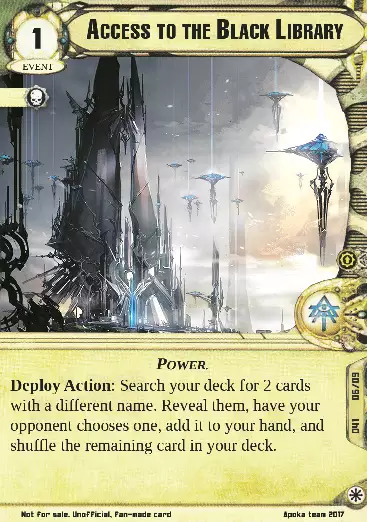 Access to the Black Library
1
EVENT
Power.
Deploy Action: Search your deck for 2 cards
with a different name. Reveal them, have your
opponent chooses one, add it to your hand, and
shuffle the remaining card in your deck.
06/09
041
Not for sale. Unofficial, Fan-made card
Apoka team 2017